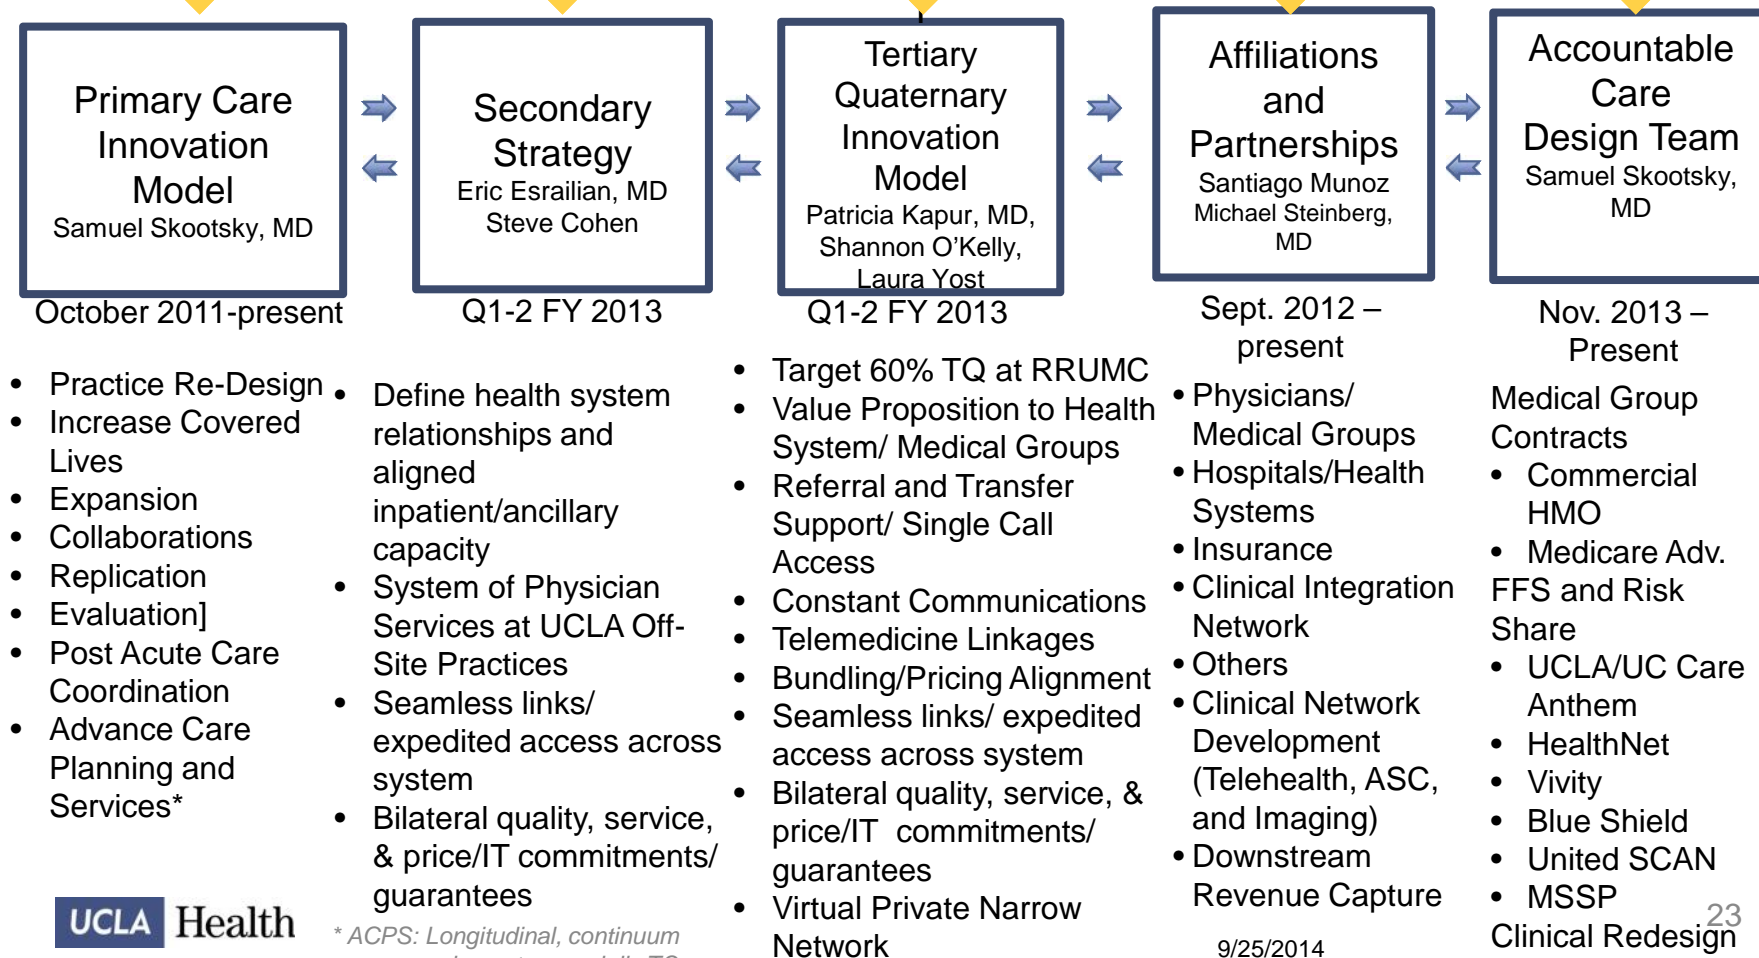 Primary Care
Innovation
Model
Samuel Skootsky, MD
October 2011-present
• Practice Re-Design
• Increase Covered
Lives
• Expansion
• Collaborations
• Replication
• Evaluation]
• Post Acute Care
Coordination
• Advance Care
Planning and
Services*
Secondary
Strategy
Eric Esrailian, MD
Steve Cohen
Q1-2 FY 2013
• Define health system
relationships and
aligned
inpatient/ancillary
capacity
• System of Physician
Services at UCLA Off-
Site Practices
• Seamless links/
expedited access across
system
• Bilateral quality, service,
& price/IT commitments/
guarantees
Tertiary
Quaternary
Innovation
Model
Patricia Kapur, MD,
Shannon O’Kelly,
Laura Yost
Q1-2 FY 2013
• Target 60% TQ at RRUMC
• Value Proposition to Health
System/ Medical Groups
• Referral and Transfer
Support/ Single Call
Access
• Constant Communications
• Telemedicine Linkages
• Bundling/Pricing Alignment
• Seamless links/ expedited
access across system
• Bilateral quality, service, &
price/IT commitments/
guarantees
• Virtual Private Narrow
Network
Affiliations
and
Partnerships
Santiago Munoz
Michael Steinberg,
MD
Sept. 2012 –
present
• Physicians/
Medical Groups
• Hospitals/Health
Systems
• Insurance
• Clinical Integration
Network
• Others
• Clinical Network
Development
(Telehealth, ASC,
and Imaging)
• Downstream
Revenue Capture
Accountable
Care
Design Team
Samuel Skootsky,
MD
Nov. 2013 –
Present
Medical Group
Contracts
• Commercial
HMO
• Medicare Adv.
FFS and Risk
Share
• UCLA/UC Care
Anthem
• HealthNet
• Vivity
• Blue Shield
• United SCAN
• MSSP
Clinical Redesign
UCLA Health
* ACPS: Longitudinal, continuum
9/25/2014
23